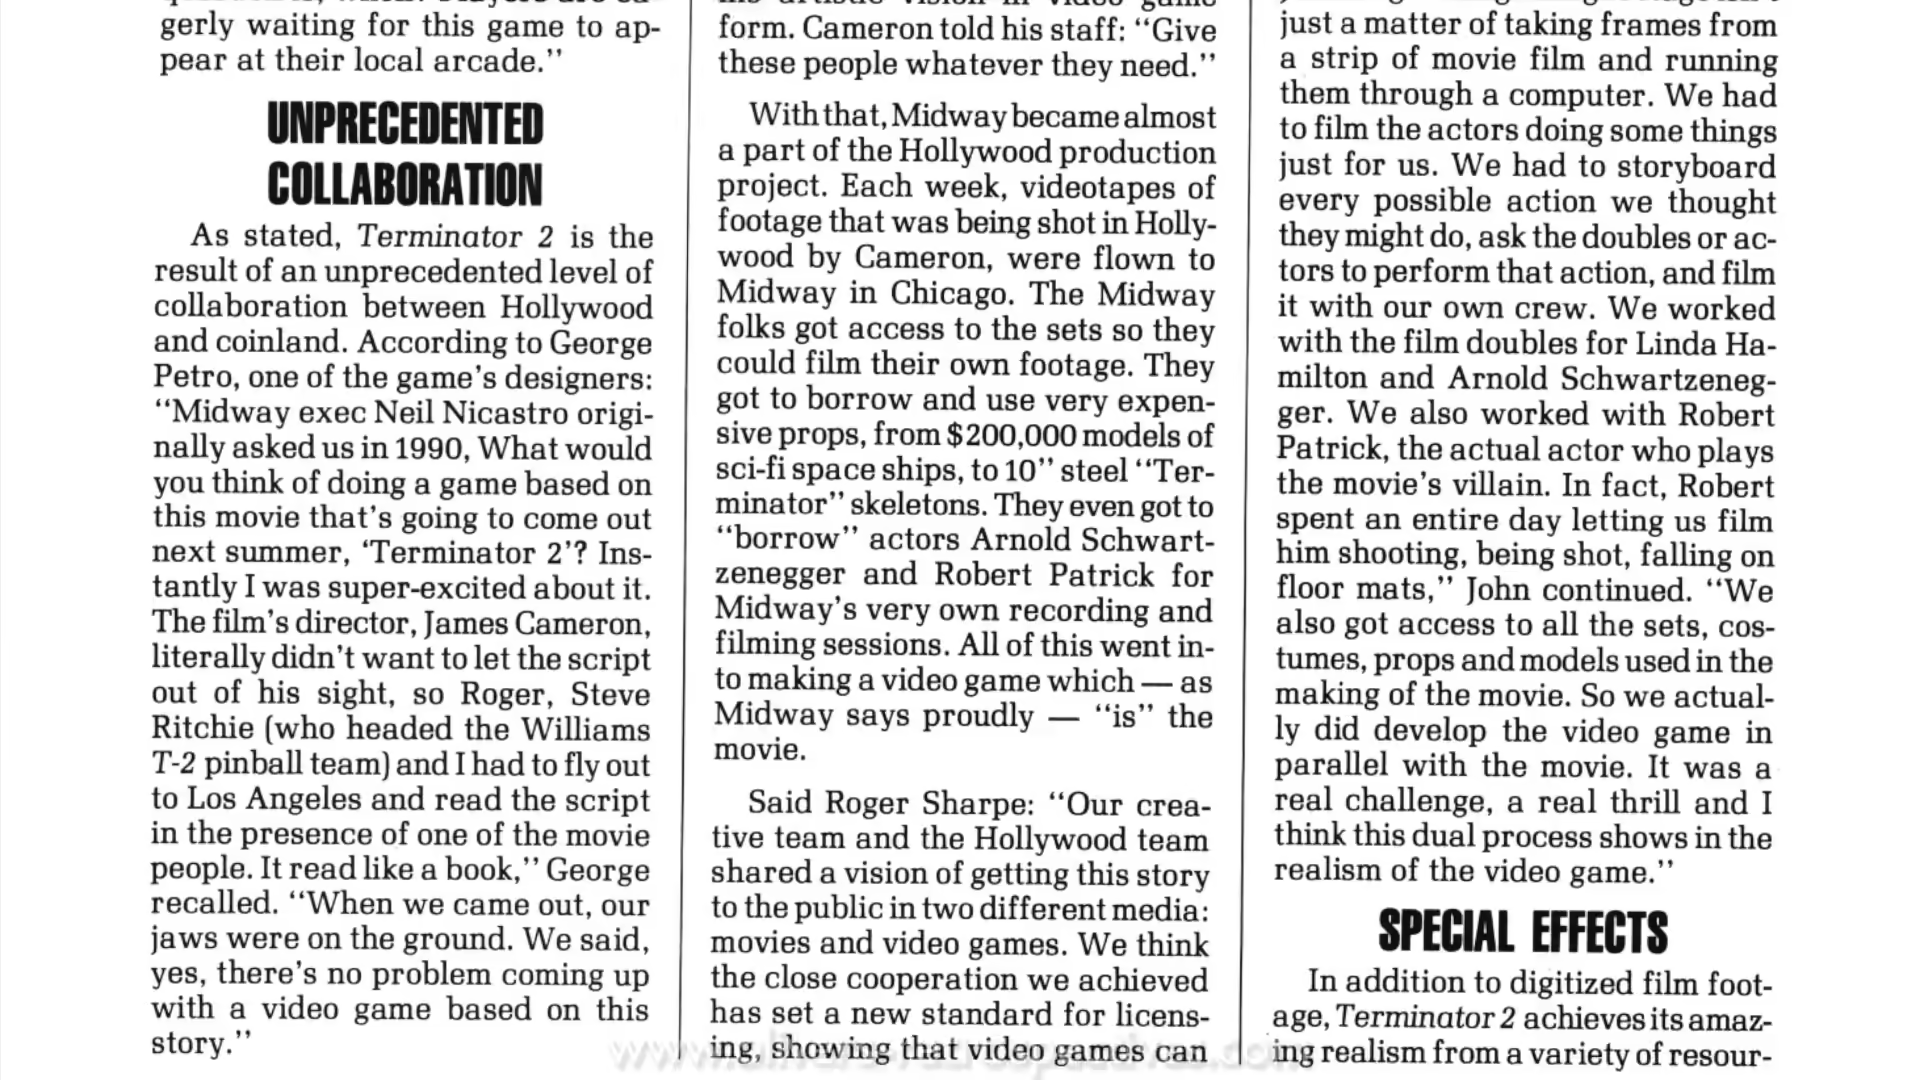 gerly waiting for this game to ap-
pear at their local arcade."
UNPRECEDENTED
COLLABORATION
As stated, Terminator 2 is the
result of an unprecedented level of
collaboration between Hollywood
and coinland. According to George
Petro, one of the game's designers:
"Midway exec Neil Nicastro origi-
nally asked us in 1990, What would
you think of doing a game based on
this movie that's going to come out
next summer, 'Terminator 2'? Ins-
tantly I was super-excited about it.
The film's director, James Cameron,
literally didn't want to let the script
out of his sight, so Roger, Steve
Ritchie (who headed the Williams
T-2 pinball team) and I had to fly out
to Los Angeles and read the script
in the presence of one of the movie
people. It read like a book," George
recalled. "When we came out, our
jaws were on the ground. We said,
yes, there's no problem coming up
with a video game based on this
story."
form. Cameron told his staff: "Give
these people whatever they need."
With that, Midway became almost
a part of the Hollywood production
project. Each week, videotapes of
footage that was being shot in Holly-
wood by Cameron, were flown to
Midway in Chicago. The Midway
folks got access to the sets so they
could film their own footage. They
got to borrow and use very expen-
sive props, from $200,000 models of
sci-fi space ships, to 10" steel "Ter-
minator" skeletons. They even got to
"borrow" actors Arnold Schwart-
zenegger and Robert Patrick for
Midway's very own recording and
filming sessions. All of this went in-
to making a video game which — as
Midway says proudly — "is" the
movie.
Said Roger Sharpe: "Our crea-
tive team and the Hollywood team
shared a vision of getting this story
to the public in two different media:
movies and video games. We think
the close cooperation we achieved
has set a new standard for licens-
ing, showing that video games can
just a matter of taking frames from
a strip of movie film and running
them through a computer. We had
to film the actors doing some things
just for us. We had to storyboard
every possible action we thought
they might do, ask the doubles or ac-
tors to perform that action, and film
it with our own crew. We worked
with the film doubles for Linda Ha-
milton and Arnold Schwartzeneg-
ger. We also worked with Robert
Patrick, the actual actor who plays
the movie's villain. In fact, Robert
spent an entire day letting us film
him shooting, being shot, falling on
floor mats," John continued. "We
also got access to all the sets, cos-
tumes, props and models used in the
making of the movie. So we actual-
ly did develop the video game in
parallel with the movie. It was a
real challenge, a real thrill and I
think this dual process shows in the
realism of the video game."
SPECIAL EFFECTS
In addition to digitized film foot-
age, Terminator 2 achieves its amaz-
ing realism from a variety of resour-